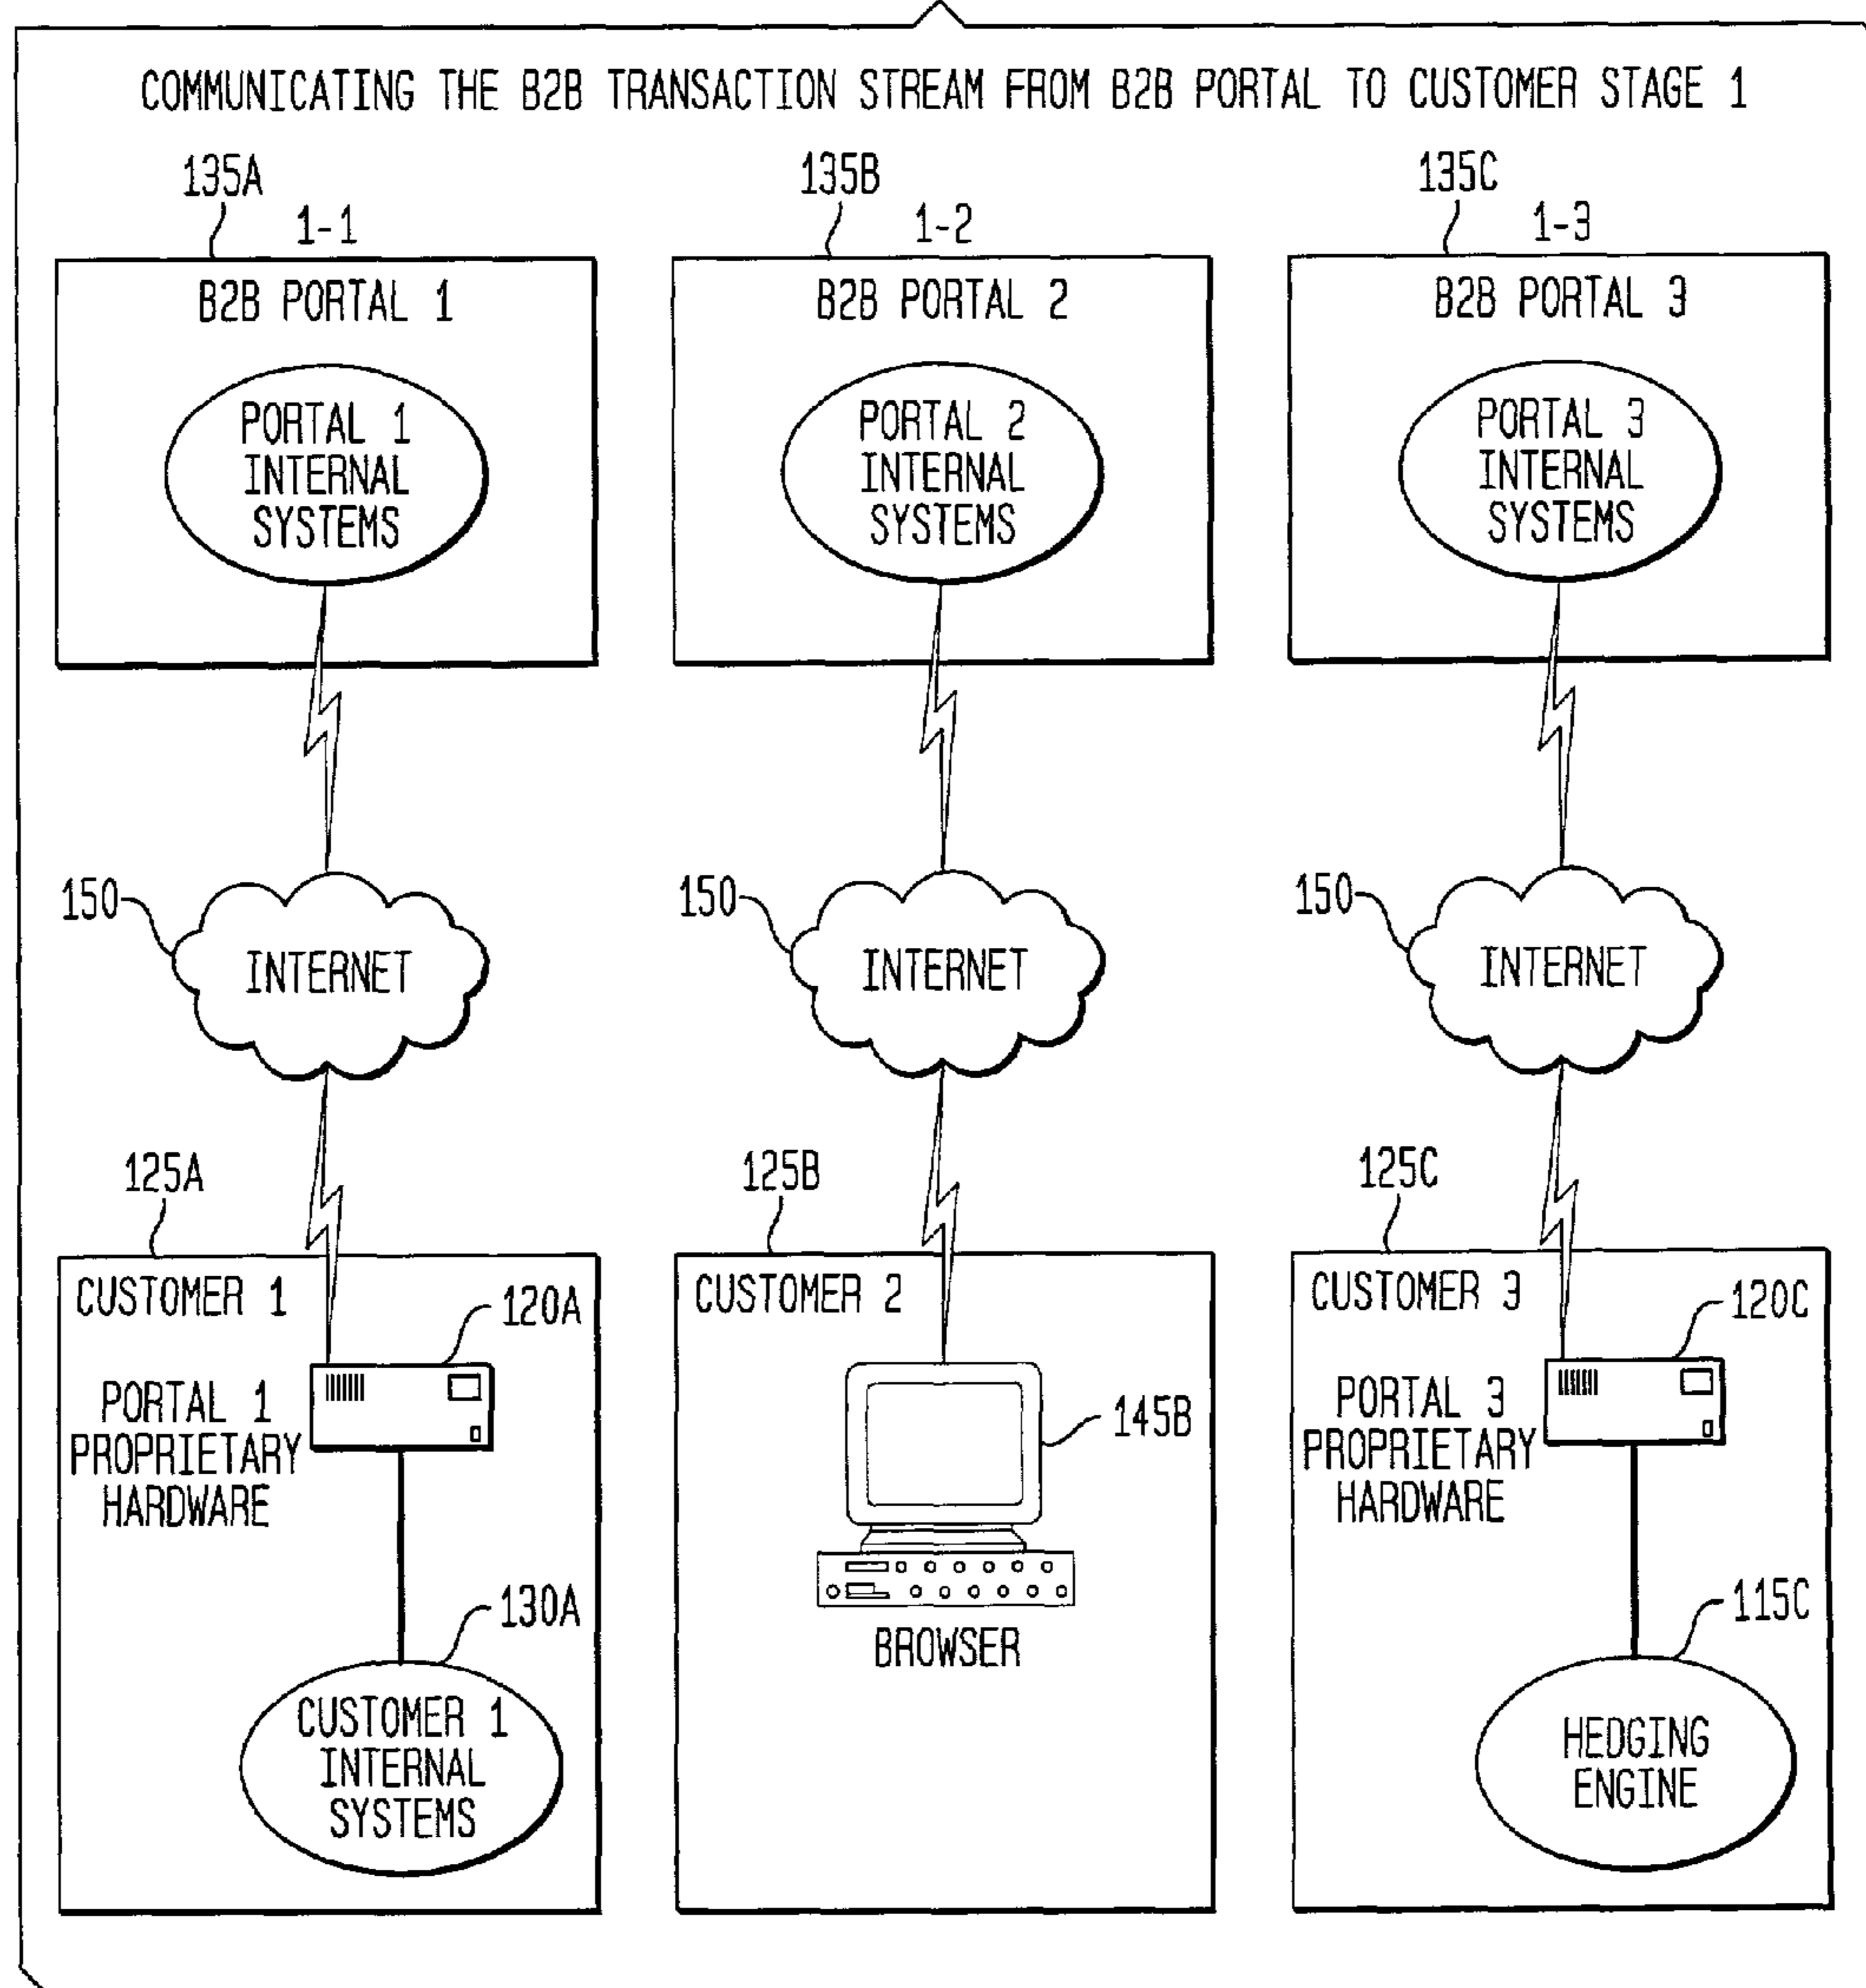 COMMUNICATING THE B2B TRANSACTION STREAM FROM B2B PORTAL TO CUSTOMER STAGE 1
135A
1-1
B2B PORTAL 1
PORTAL 1
INTERNAL
SYSTEMS
150
INTERNET
125A
CUSTOMER 1
120A
PORTAL 1
PROPRIETARY
HARDWARE
130A
CUSTOMER 1
INTERNAL
SYSTEMS
135B
1-2
B2B PORTAL 2
PORTAL 2
INTERNAL
SYSTEMS
150
INTERNET
125B
CUSTOMER 2
145B
BROWSER
135C
1-3
B2B PORTAL 3
PORTAL 3
INTERNAL
SYSTEMS
150
INTERNET
125C
CUSTOMER 3
120C
PORTAL 3
PROPRIETARY
HARDWARE
115C
HEDGING
ENGINE